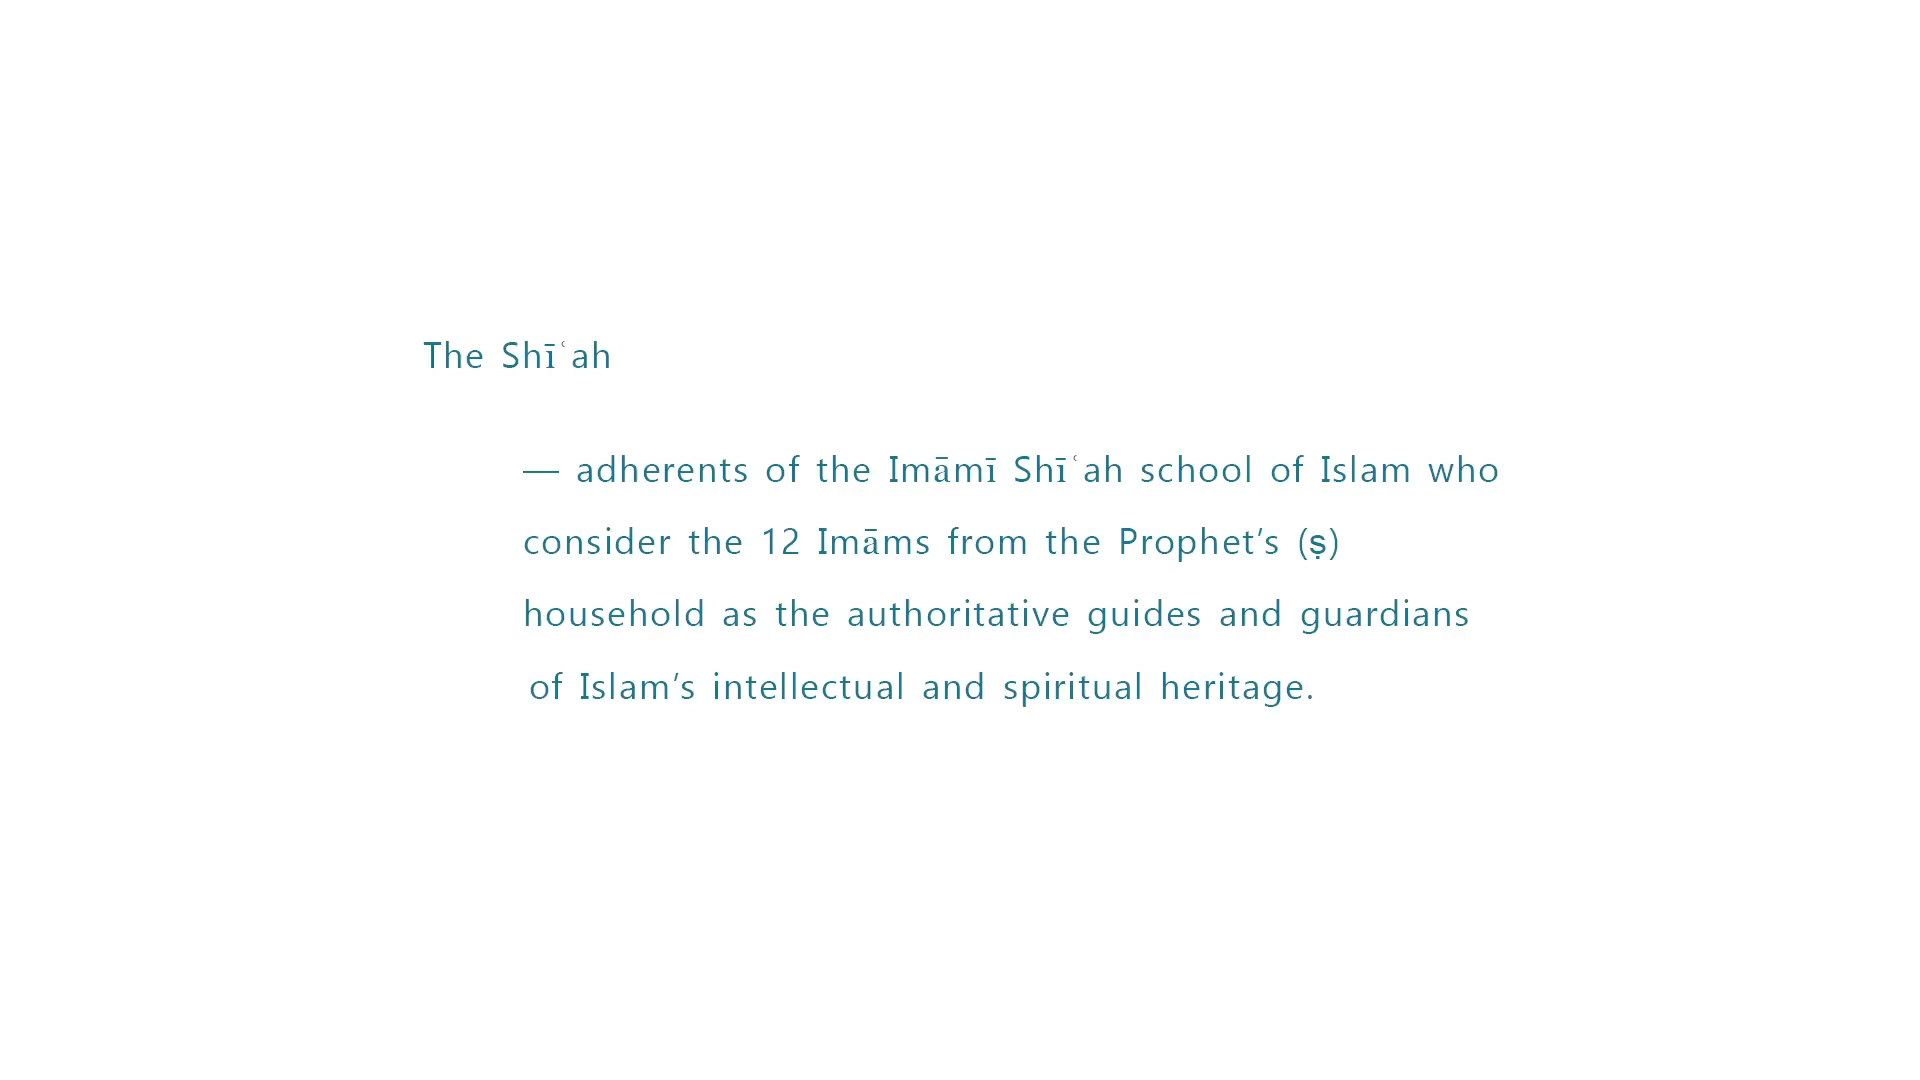 The Shīʿah
— adherents of the Imāmī Shīʿah school of Islam who
consider the 12 Imāms from the Prophet’s (ṣ)
household as the authoritative guides and guardians
of Islam’s intellectual and spiritual heritage.